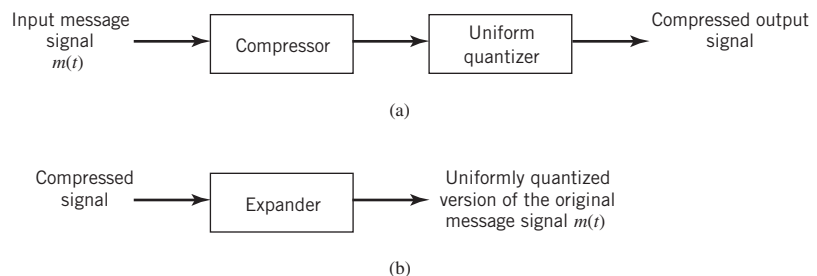 Input message
signal
m(t)
Compressor
Uniform
quantizer
Compressed output
signal
(a)
Compressed
signal
Expander
Uniformly quantized
version of the original
message signal m(t)
(b)